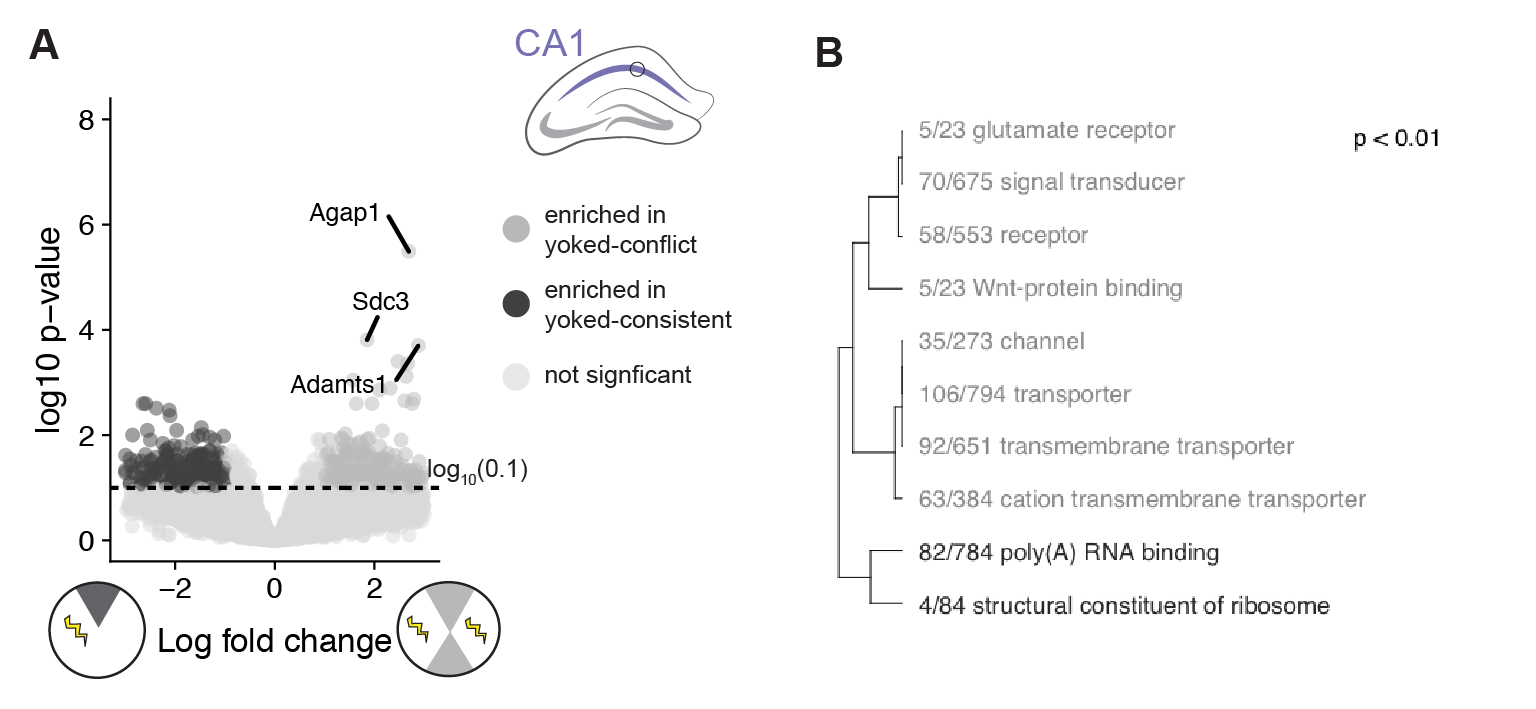 A
CA1
8
6
4
2
0
log10 p−value
Agap1
Sdc3
Adamts1
log10(0.1)
−2
0
2
Log fold change
enriched in
yoked-conflict
enriched in
yoked-consistent
not signficant
B
p < 0.01
5/23 glutamate receptor
70/675 signal transducer
58/553 receptor
5/23 Wnt-protein binding
35/273 channel
106/794 transporter
92/651 transmembrane transporter
63/384 cation transmembrane transporter
82/784 poly(A) RNA binding
4/84 structural constituent of ribosome